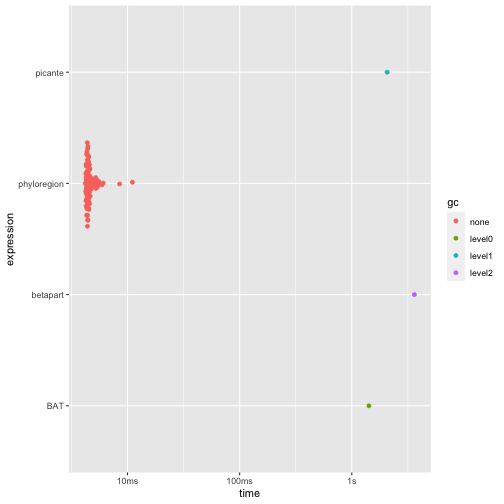 picante
phyloregion
betapart
BAT
expression
10ms
100ms
1s
time
gc
none
level0
level1
level2